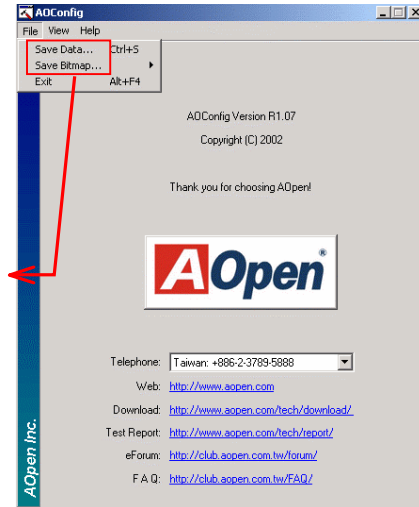 AOConfig
File View Help
Save Data... Ctrl+S
Save Bitmap...
Exit Alt+F4
AOConfig Version R1.07
Copyright (C) 2002
Thank you for choosing AOpen!
AOpen®
Telephone: Taiwan: +886-2-3789-5888
Web: http://www.aopen.com
Download: http://www.aopen.com/tech/download/
Test Report: http://www.aopen.com/tech/report/
eForum: http://club.aopen.com.tw/forum/
F A Q: http://club.aopen.com.tw/FAQ/
AOpen Inc.